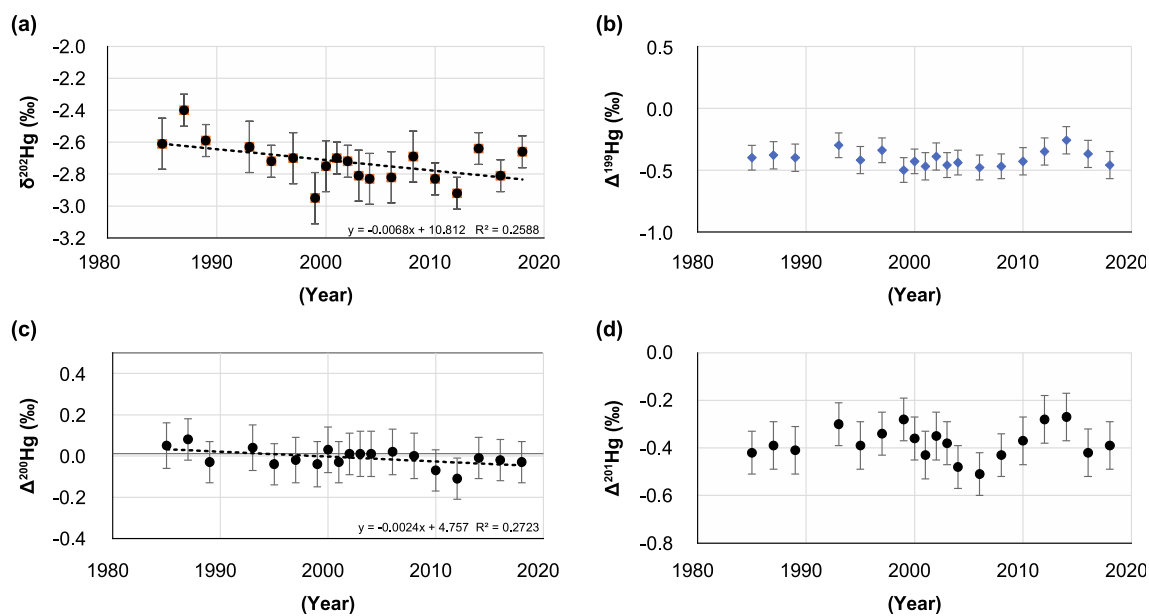 (a)
-2.0
-2.2
-2.4
-2.6
-2.8
-3.0
-3.2
δ²⁰²Hg (‰)
y = -0.0068x + 10.812 R² = 0.2588
1980 1990 2000 2010 2020
(Year)
(b)
0.5
0.0
-0.5
-1.0
Δ¹⁹⁹Hg (‰)
1980 1990 2000 2010 2020
(Year)
(c)
0.4
0.2
0.0
-0.2
-0.4
Δ²⁰⁰Hg (‰)
y = -0.0024x + 4.757 R² = 0.2723
1980 1990 2000 2010 2020
(Year)
(d)
0.0
-0.2
-0.4
-0.6
-0.8
Δ²⁰¹Hg (‰)
1980 1990 2000 2010 2020
(Year)